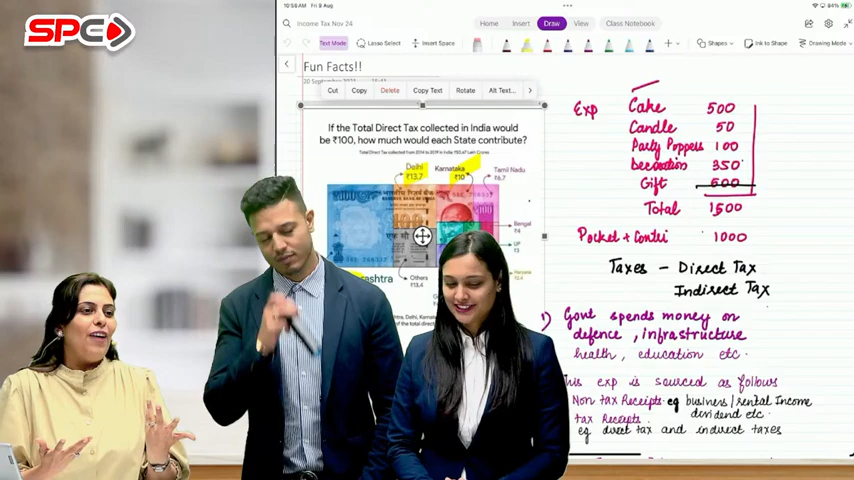 10:56 AM Fri 9 Aug
84%
SPC
Income Tax Nov 24
Home Insert Draw View Class Notebook
Text Mode Lasso Select Insert Space Shapes Ink to Shape Drawing Mode
Fun Facts!!
Cut Copy Delete Copy Text Rotate Alt Text...
If the Total Direct Tax collected in India would
be ₹100, how much would each State contribute?
Delhi
₹13.7
Karnataka
₹10
Tamil Nadu
₹6.7
Bengal
₹4
UP
₹3
Others
₹13.4
Exp Cake 500
Candle 50
Party Poppers 100
Decoration 350
Gift 500
Total 1500
Pocket + Contri 1000
Taxes - Direct Tax
Indirect Tax
1) Govt spends money on
defence, infrastructure
health, education etc.
This exp is sourced as follows
Non tax Receipts. eg business/rental Income
dividend etc.
tax Receipts.
eg direct tax and indirect taxes